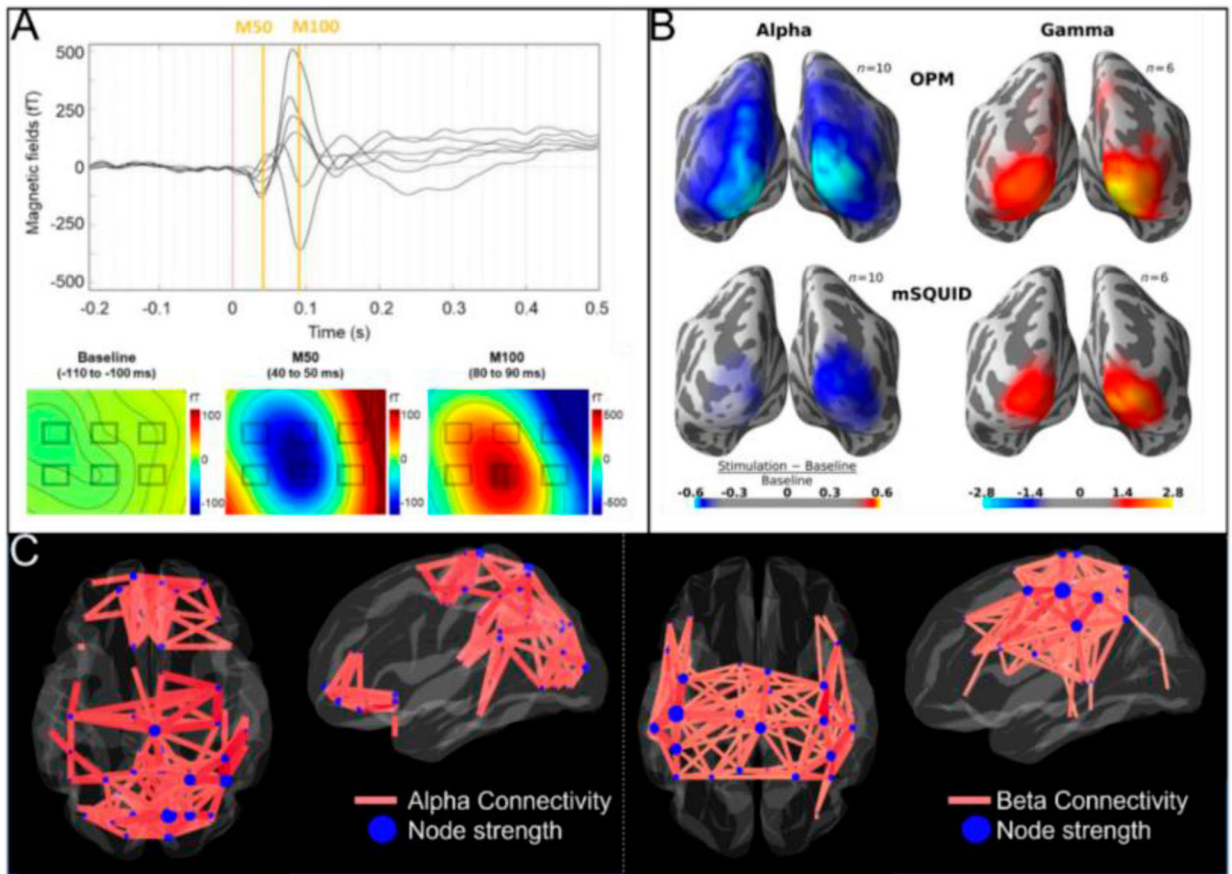 A
M50 M100
Magnetic fields (fT)
500
250
0
-250
-500
-0.2 -0.1 0 0.1 0.2 0.3 0.4 0.5
Time (s)
Baseline
(-110 to -100 ms)
fT
100
0
-100
M50
(40 to 50 ms)
fT
100
0
-100
M100
(80 to 90 ms)
fT
500
0
-500
B
Alpha Gamma
n=10 OPM n=6
n=10 mSQUID n=6
Stimulation − Baseline
Baseline
-0.6 -0.3 0 0.3 0.6
-2.8 -1.4 0 1.4 2.8
C
Alpha Connectivity
Node strength
Beta Connectivity
Node strength